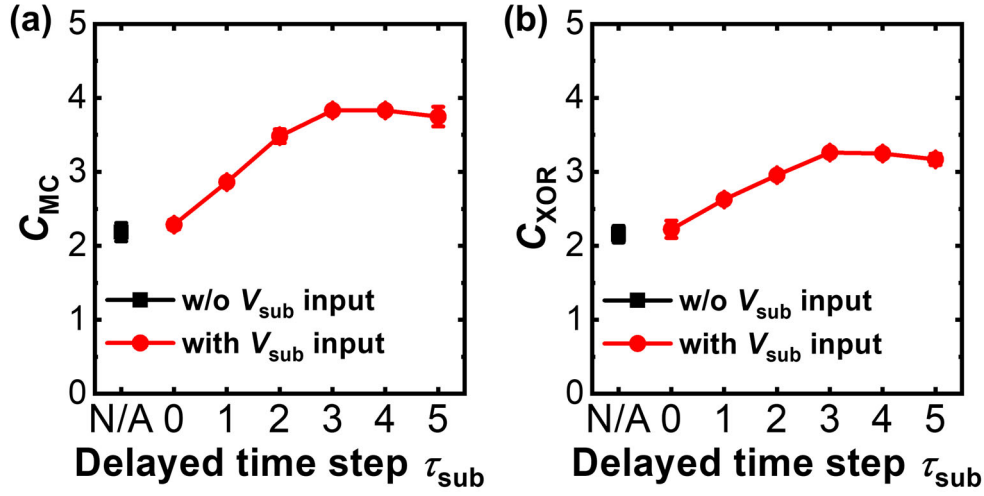 (a)
5
4
3
2
1
0
C_MC
w/o V_sub input
with V_sub input
N/A 0 1 2 3 4 5
Delayed time step τ_sub
(b)
5
4
3
2
1
0
C_XOR
w/o V_sub input
with V_sub input
N/A 0 1 2 3 4 5
Delayed time step τ_sub